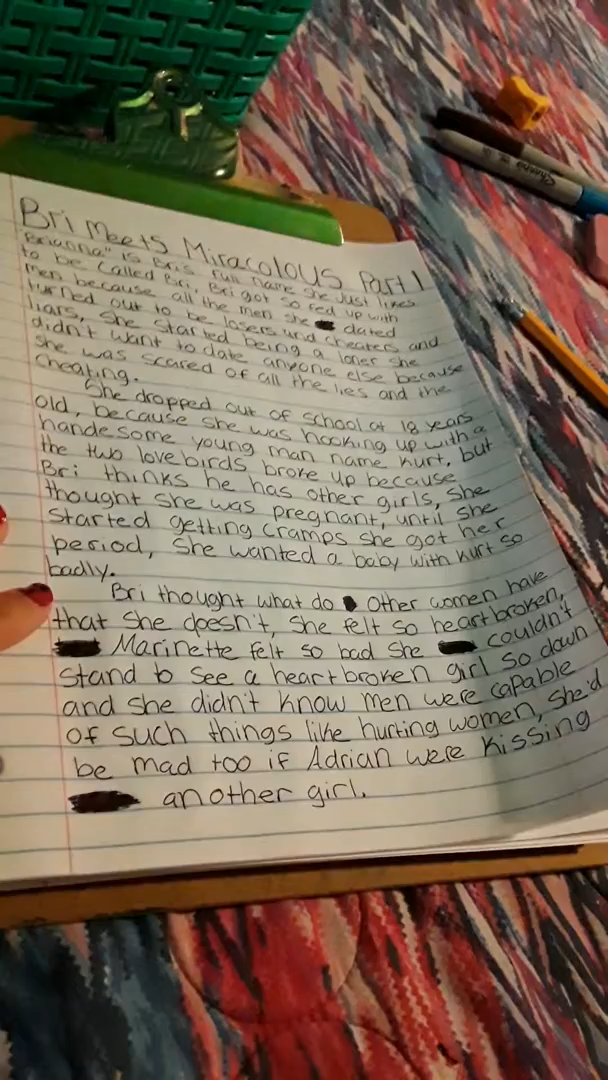 Bri Meets Miracolous Part 1
Brianna" is Bris full name she just likes
to be called Bri, Bri got so fed up with
men because all the men she dated
turned out to be losers und cheaters and
liars, she started being a loner she
didn't want to date anyone else because
she was scared of all the lies and the
cheating.
She dropped out of school at 18 years
old, because she was hooking up with a
handesome young man name Kurt, but
the two lovebirds broke up because
Bri thinks he has other girls, she
thought she was pregnant, until she
started getting cramps she got her
period, she wanted a baby with Kurt so
badly.
Bri thought what do other women have
that she doesn't, she felt so heartbroken,
Marinette felt so bad she couldn't
stand to see a heartbroken girl so down
and she didn't know men were capable
of such things like hurting women, she'd
be mad too if Adrian were kissing
another girl.